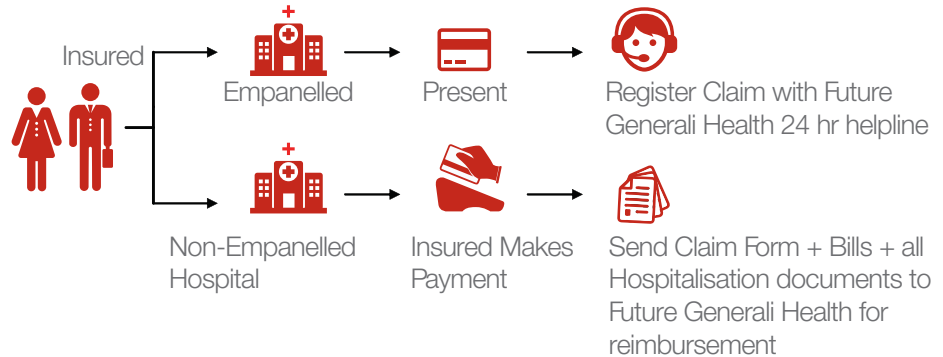 Insured
Empanelled
Present
Register Claim with Future
Generali Health 24 hr helpline
Non-Empanelled
Hospital
Insured Makes
Payment
Send Claim Form + Bills + all
Hospitalisation documents to
Future Generali Health for
reimbursement